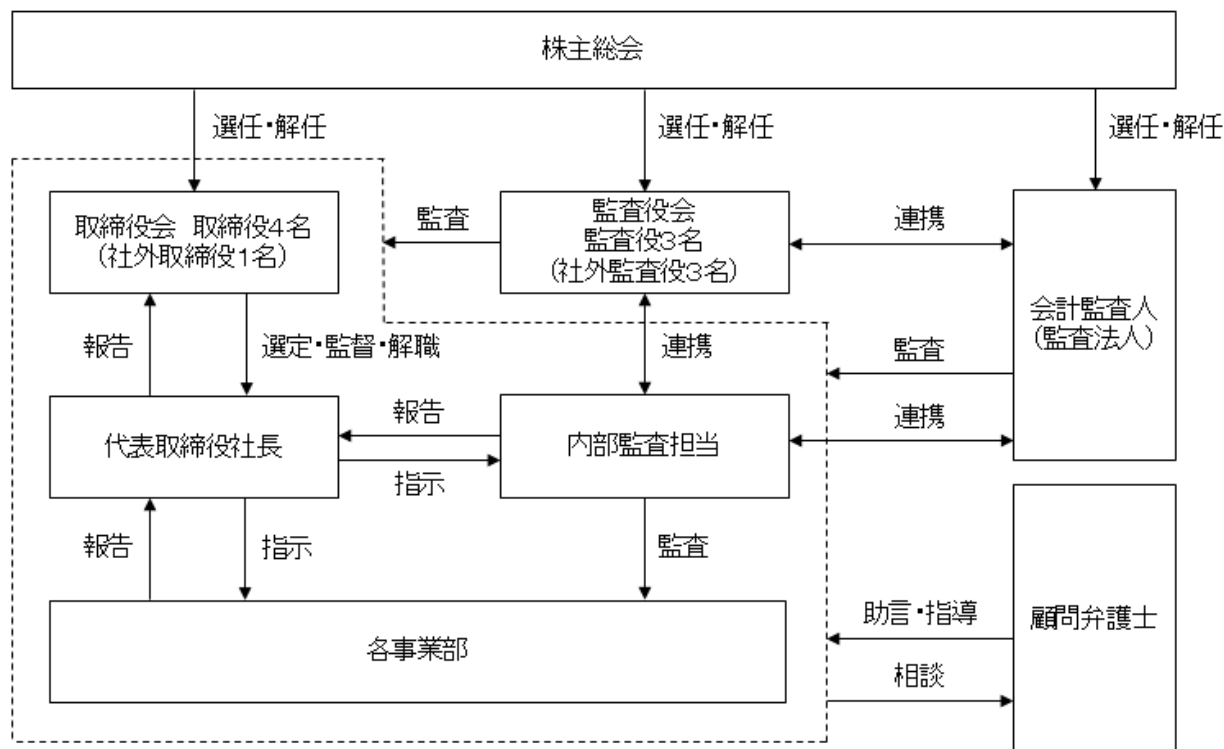 株主総会
選任・解任
選任・解任
選任・解任
取締役会 取締役4名
(社外取締役1名)
監査
監査役会
監査役3名
(社外監査役3名)
連携
会計監査人
(監査法人)
報告
選定・監督・解職
連携
監査
代表取締役社長
報告
指示
内部監査担当
連携
報告
指示
監査
各事業部
助言・指導
相談
顧問弁護士